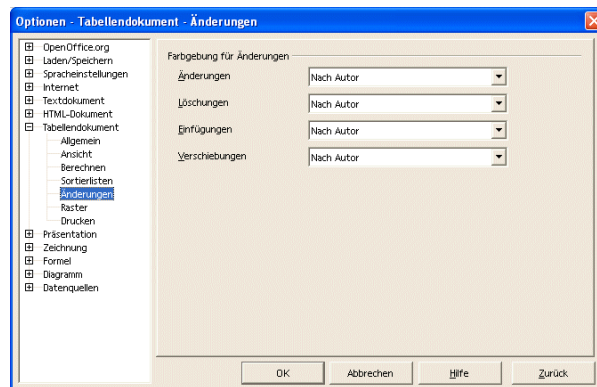 Optionen - Tabellendokument - Änderungen
OpenOffice.org
Laden/Speichern
Spracheinstellungen
Internet
Textdokument
HTML-Dokument
Tabellendokument
Allgemein
Ansicht
Berechnen
Sortierlisten
Änderungen
Raster
Drucken
Präsentation
Zeichnung
Formel
Diagramm
Datenquellen
Farbgebung für Änderungen
Änderungen Nach Autor
Löschungen Nach Autor
Einfügungen Nach Autor
Verschiebungen Nach Autor
OK Abbrechen Hilfe Zurück